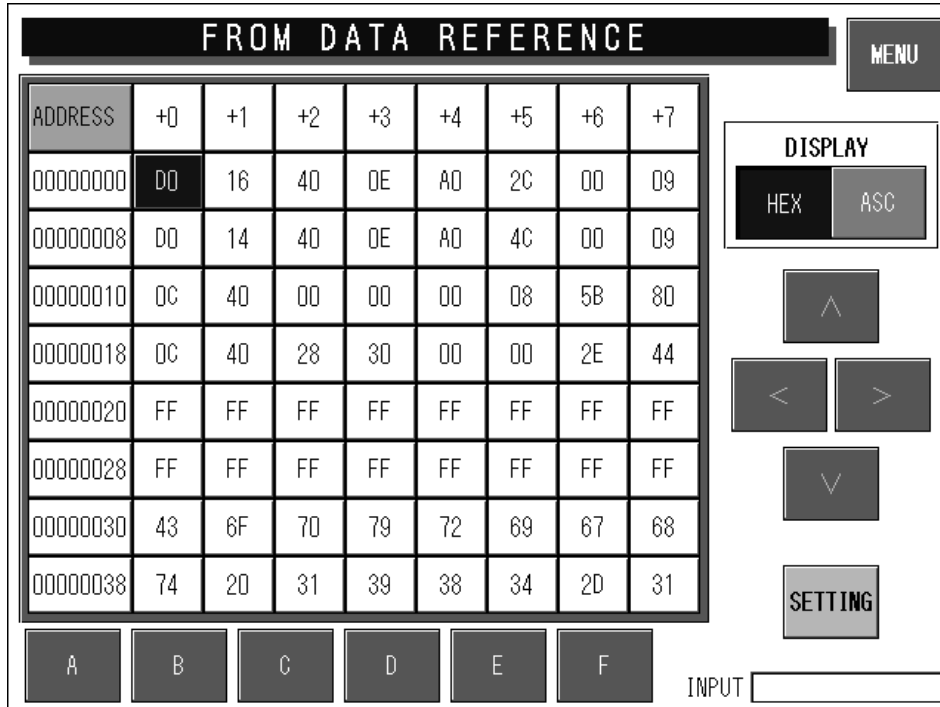 FROM DATA REFERENCE
MENU
ADDRESS +0 +1 +2 +3 +4 +5 +6 +7
00000000 D0 16 40 0E A0 2C 00 09
00000008 D0 14 40 0E A0 4C 00 09
00000010 0C 40 00 00 00 08 5B 80
00000018 0C 40 28 30 00 00 2E 44
00000020 FF FF FF FF FF FF FF FF
00000028 FF FF FF FF FF FF FF FF
00000030 43 6F 70 79 72 69 67 68
00000038 74 20 31 39 38 34 2D 31
DISPLAY
HEX ASC
< >
SETTING
A B C D E F
INPUT